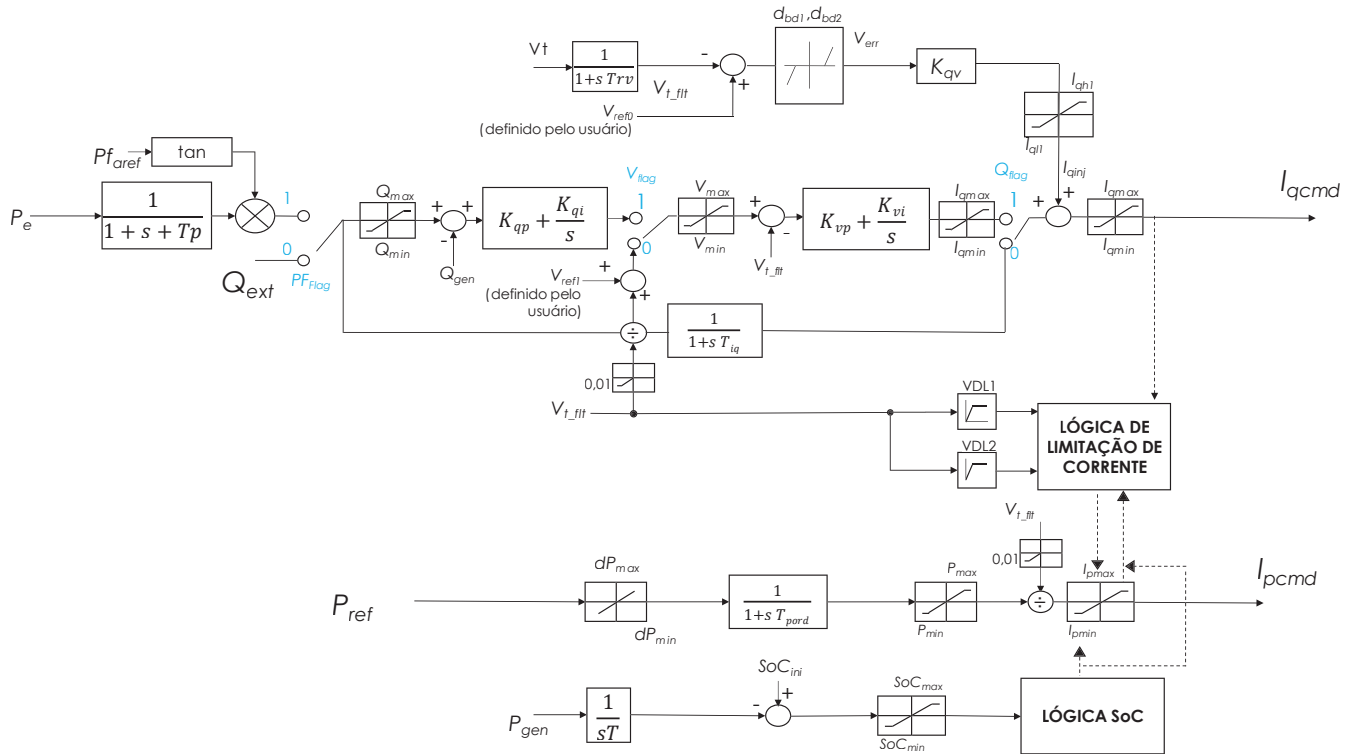 d_bd1,d_bd2
Vt
1
1+s Trv
V_t_flt
-
+
V_err
K_qv
V_ref0
(definido pelo usuário)
I_qh1
I_ql1
I_qinj
Pf_aref
tan
P_e
1
1 + s + Tp
1
0
PF_Flag
Q_ext
Q_max
Q_min
+
+
-
Q_gen
K_qp + K_qi
s
V_flag
1
0
V_max
V_min
+
-
V_t_flt
K_vp + K_vi
s
I_qmax
I_qmin
Q_flag
1
0
+
+
I_qmax
I_qmin
I_qcmd
V_ref1
(definido pelo
usuário)
+
+
÷
1
1+s T_iq
0,01
V_t_flt
VDL1
VDL2
LÓGICA DE
LIMITAÇÃO DE
CORRENTE
V_t_flt
0,01
P_ref
dP_max
dP_min
1
1+s T_pord
P_max
P_min
÷
I_pmax
I_pmin
I_pcmd
P_gen
1
sT
SoC_ini
-
+
SoC_max
SoC_min
LÓGICA SoC